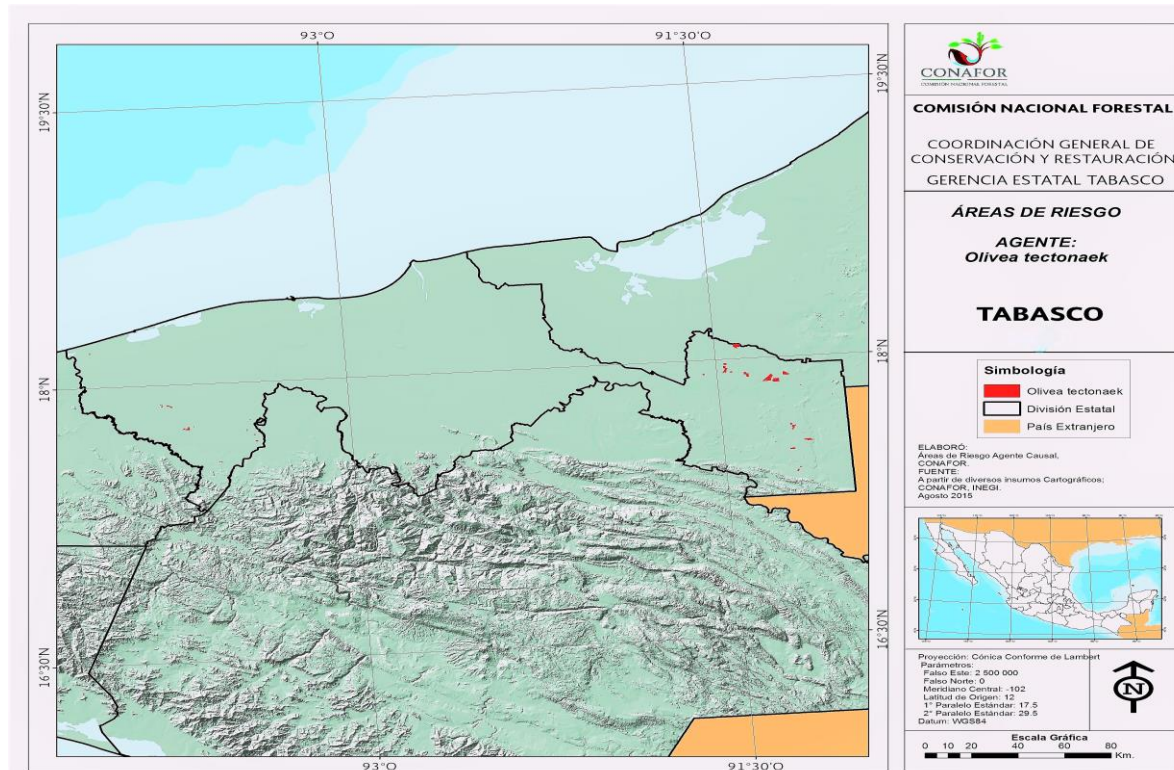 93°O
91°30'O
19°30'N
19°30'N
18°N
18°N
16°30'N
16°30'N
93°O
91°30'O
CONAFOR
COMISIÓN NACIONAL FORESTAL
COMISIÓN NACIONAL FORESTAL
COORDINACIÓN GENERAL DE
CONSERVACIÓN Y RESTAURACIÓN
GERENCIA ESTATAL TABASCO
ÁREAS DE RIESGO
AGENTE:
Olivea tectonaek
TABASCO
Simbología
Olivea tectonaek
División Estatal
País Extranjero
ELABORÓ:
Áreas de Riesgo Agente Causal,
CONAFOR.
FUENTE:
A partir de diversos insumos Cartográficos;
CONAFOR, INEGI.
Agosto 2015
Proyección: Cónica Conforme de Lambert
Parámetros:
Falso Este: 2 500 000
Falso Norte: 0
Meridiano Central: -102
Latitud de Origen: 12
1° Paralelo Estándar: 17.5
2° Paralelo Estándar: 29.5
Datum: WGS84
N
Escala Gráfica
0 10 20 40 60 80
Km.